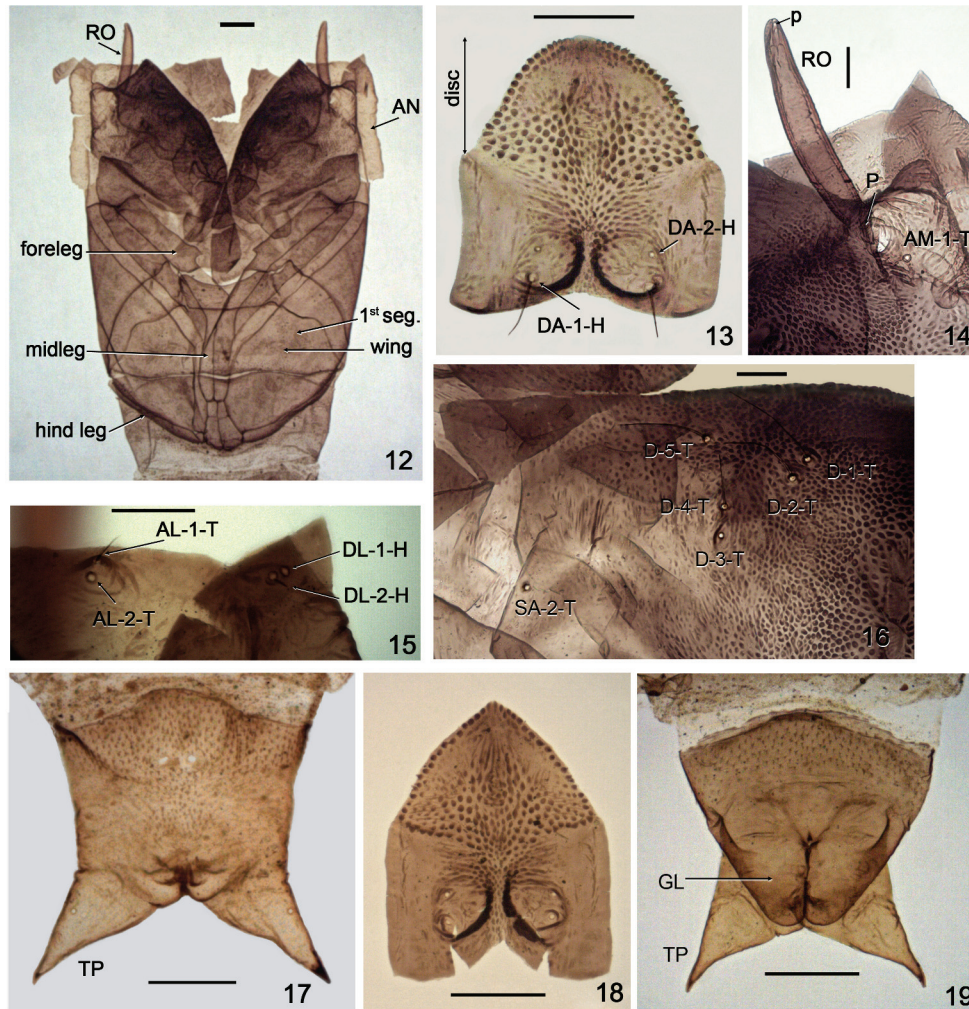 RO
AN
foreleg
1st seg.
midleg
wing
hind leg
12
disc
DA-2-H
DA-1-H
13
p
RO
P
AM-1-T
14
AL-1-T
DL-1-H
DL-2-H
AL-2-T
15
D-5-T
D-1-T
D-4-T
D-2-T
D-3-T
SA-2-T
16
TP
17
18
GL
TP
19